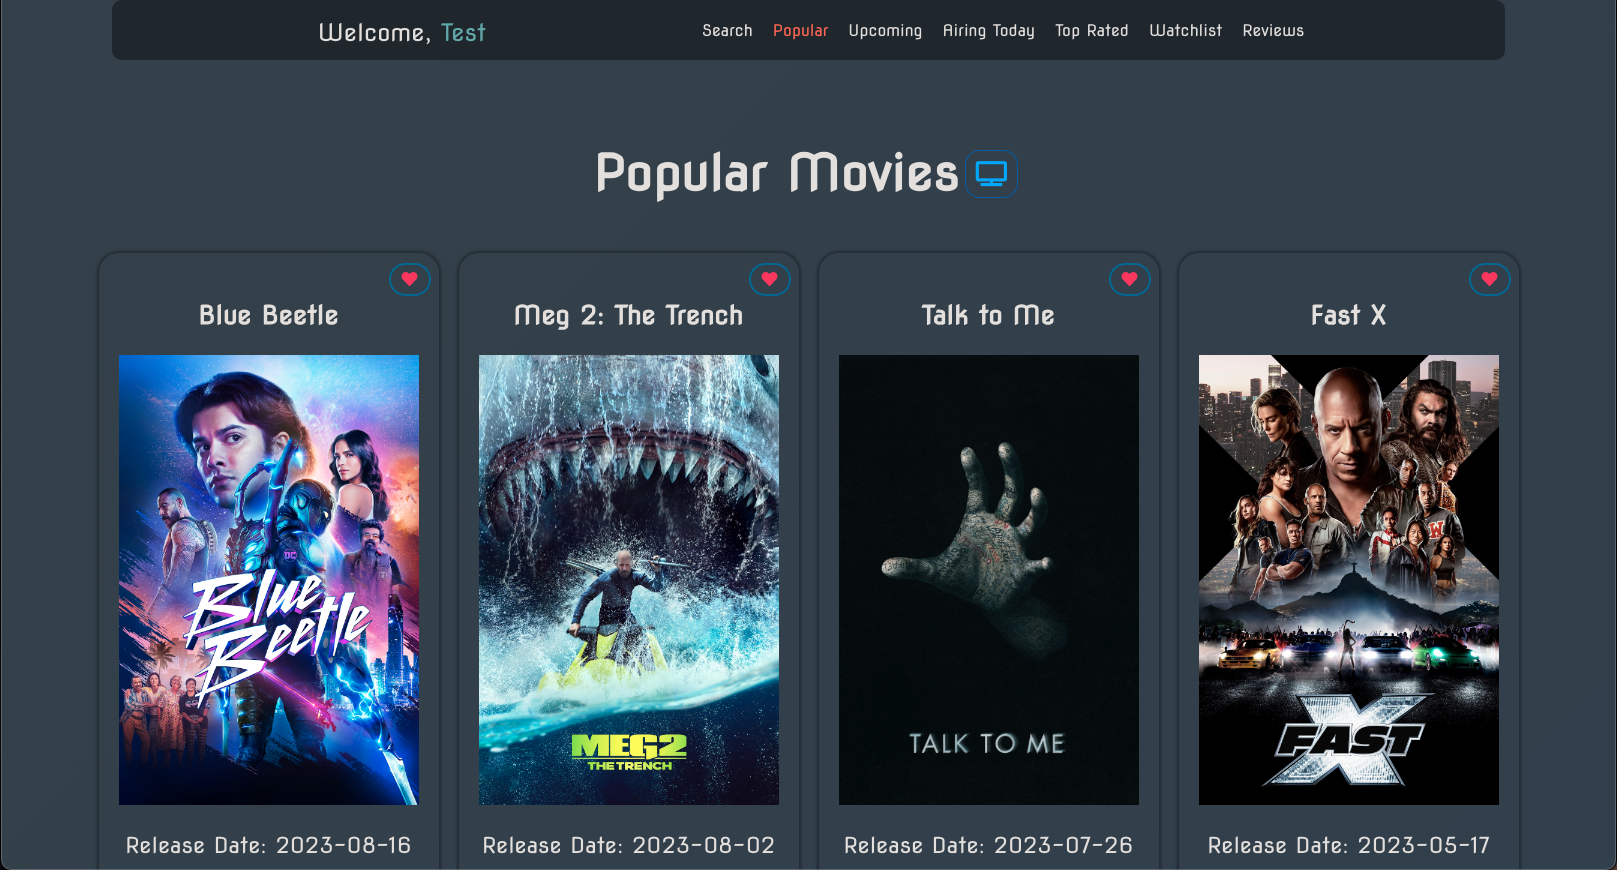 Welcome, Test
Search Popular Upcoming Airing Today Top Rated Watchlist Reviews
Popular Movies
Blue Beetle
DC
Blue
Beetle
Release Date: 2023-08-16
Meg 2: The Trench
MEG2
THE TRENCH
Release Date: 2023-08-02
Talk to Me
TALK TO ME
Release Date: 2023-07-26
Fast X
W
FAST
X
Release Date: 2023-05-17